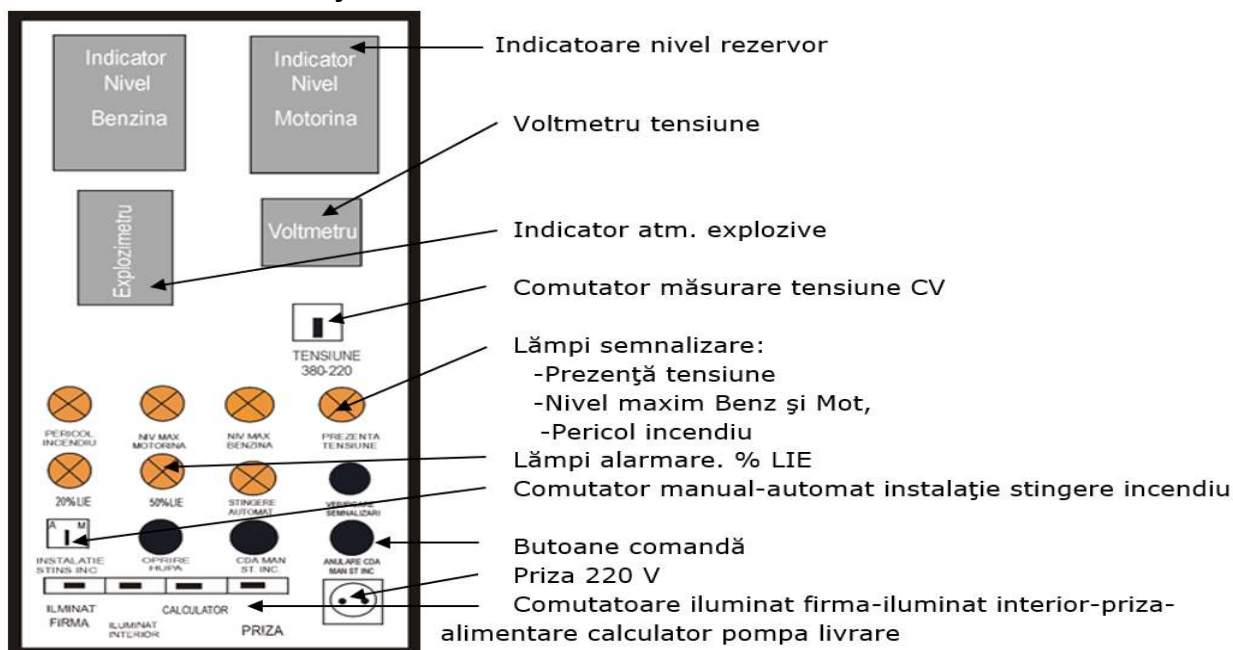 Indicator
Nivel
Benzina
Indicator
Nivel
Motorina
Indicatoare nivel rezervor
Voltmetru tensiune
Explozimetru
Voltmetru
Indicator atm. explozive
Comutator măsurare tensiune CV
TENSIUNE
380-220
Lămpi semnalizare:
-Prezenţă tensiune
-Nivel maxim Benz şi Mot,
-Pericol incendiu
PERICOL
INCENDIU
NIV MAX
MOTORINA
NIV MAX
BENZINA
PREZENTA
TENSIUNE
Lămpi alarmare. % LIE
20%LIE
50%LIE
STINGERE
AUTOMAT
VERIFICARE
SEMNALIZARI
Comutator manual-automat instalaţie stingere incendiu
A M
INSTALATIE
STINS INC
OPRIRE
HUPA
CDA MAN
ST. INC.
ANULARE CDA
MAN ST INC
Butoane comandă
Priza 220 V
Comutatoare iluminat firma-iluminat interior-priza-
alimentare calculator pompa livrare
ILMINAT
FIRMA
ILUMINAT
INTERIOR
CALCULATOR
PRIZA